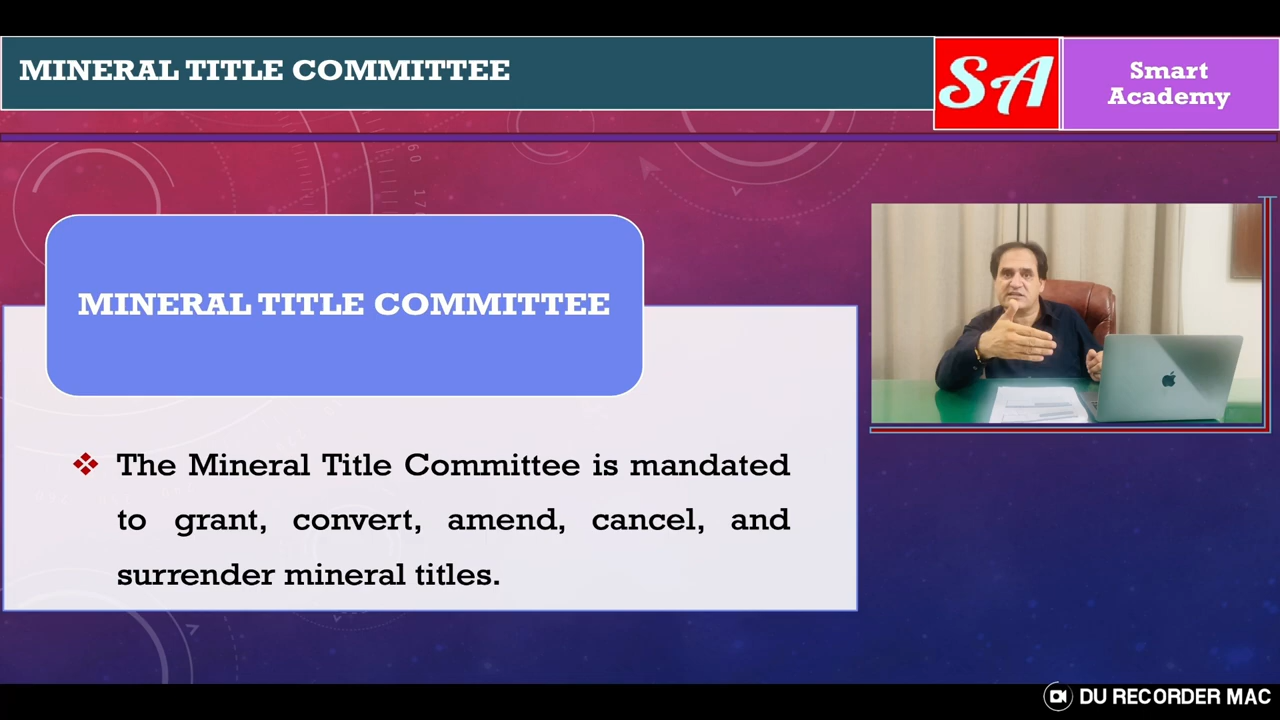 MINERAL TITLE COMMITTEE
SA
Smart
Academy
60
MINERAL TITLE COMMITTEE
❖ The Mineral Title Committee is mandated
to grant, convert, amend, cancel, and
surrender mineral titles.
DU RECORDER MAC